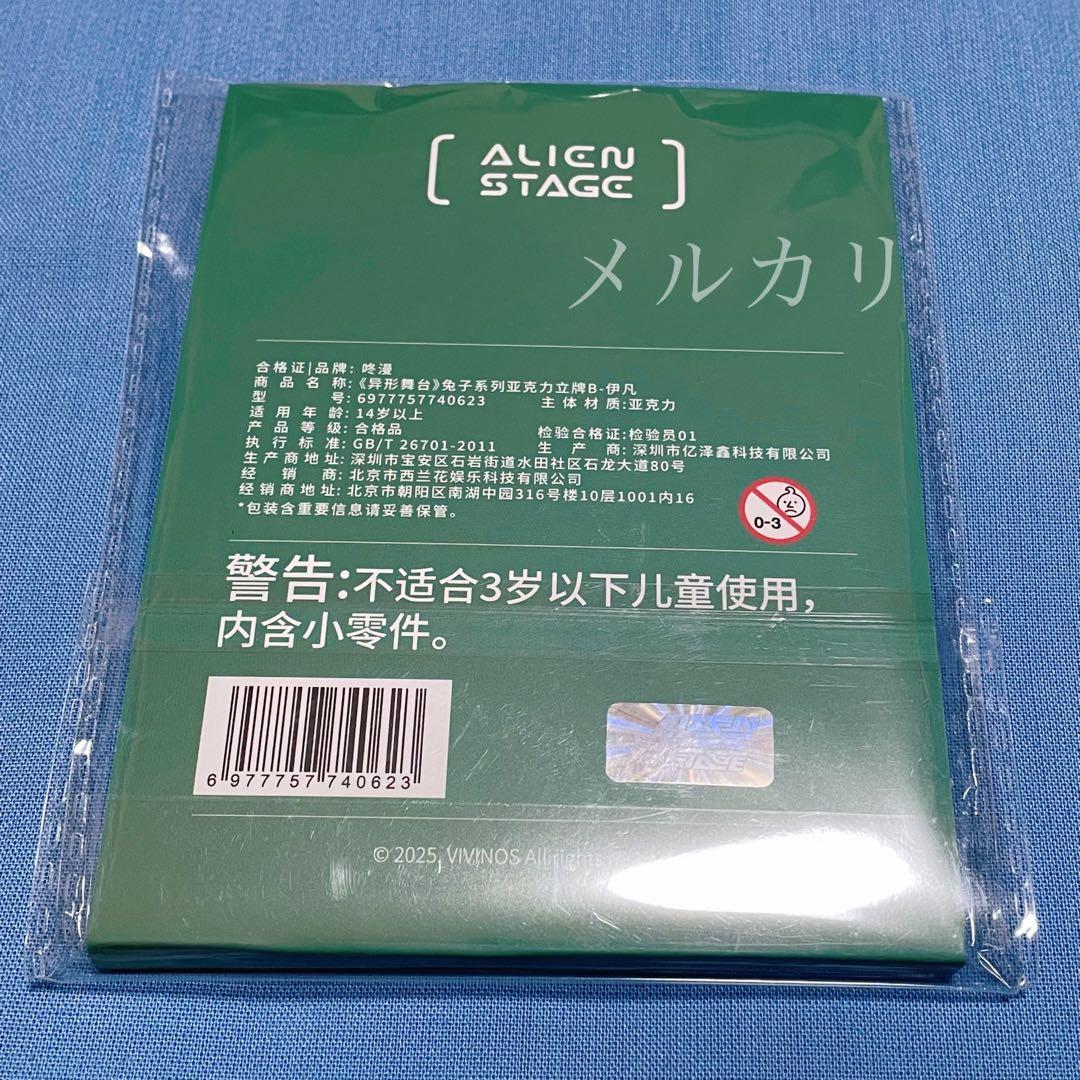 ALIEN
STAGE
メルカリ
合格证|品牌: 咚漫
商品名称:《异形舞台》兔子系列亚克力立牌B-伊凡
型号: 6977757740623 主体材质:亚克力
适用年龄: 14岁以上
产品等级: 合格品 检验合格证:检验员01
执行标准: GB/T 26701-2011 生产商: 深圳市亿泽鑫科技有限公司
生产商地址: 深圳市宝安区石岩街道水田社区石龙大道80号
经销商: 北京市西兰花娱乐科技有限公司
经销商地址: 北京市朝阳区南湖中园316号楼10层1001内16
*包装含重要信息请妥善保管。
0-3
警告:不适合3岁以下儿童使用，
内含小零件。
6 977757 740623
ALIEN
STAGE
© 2025, VIVINOS All rights